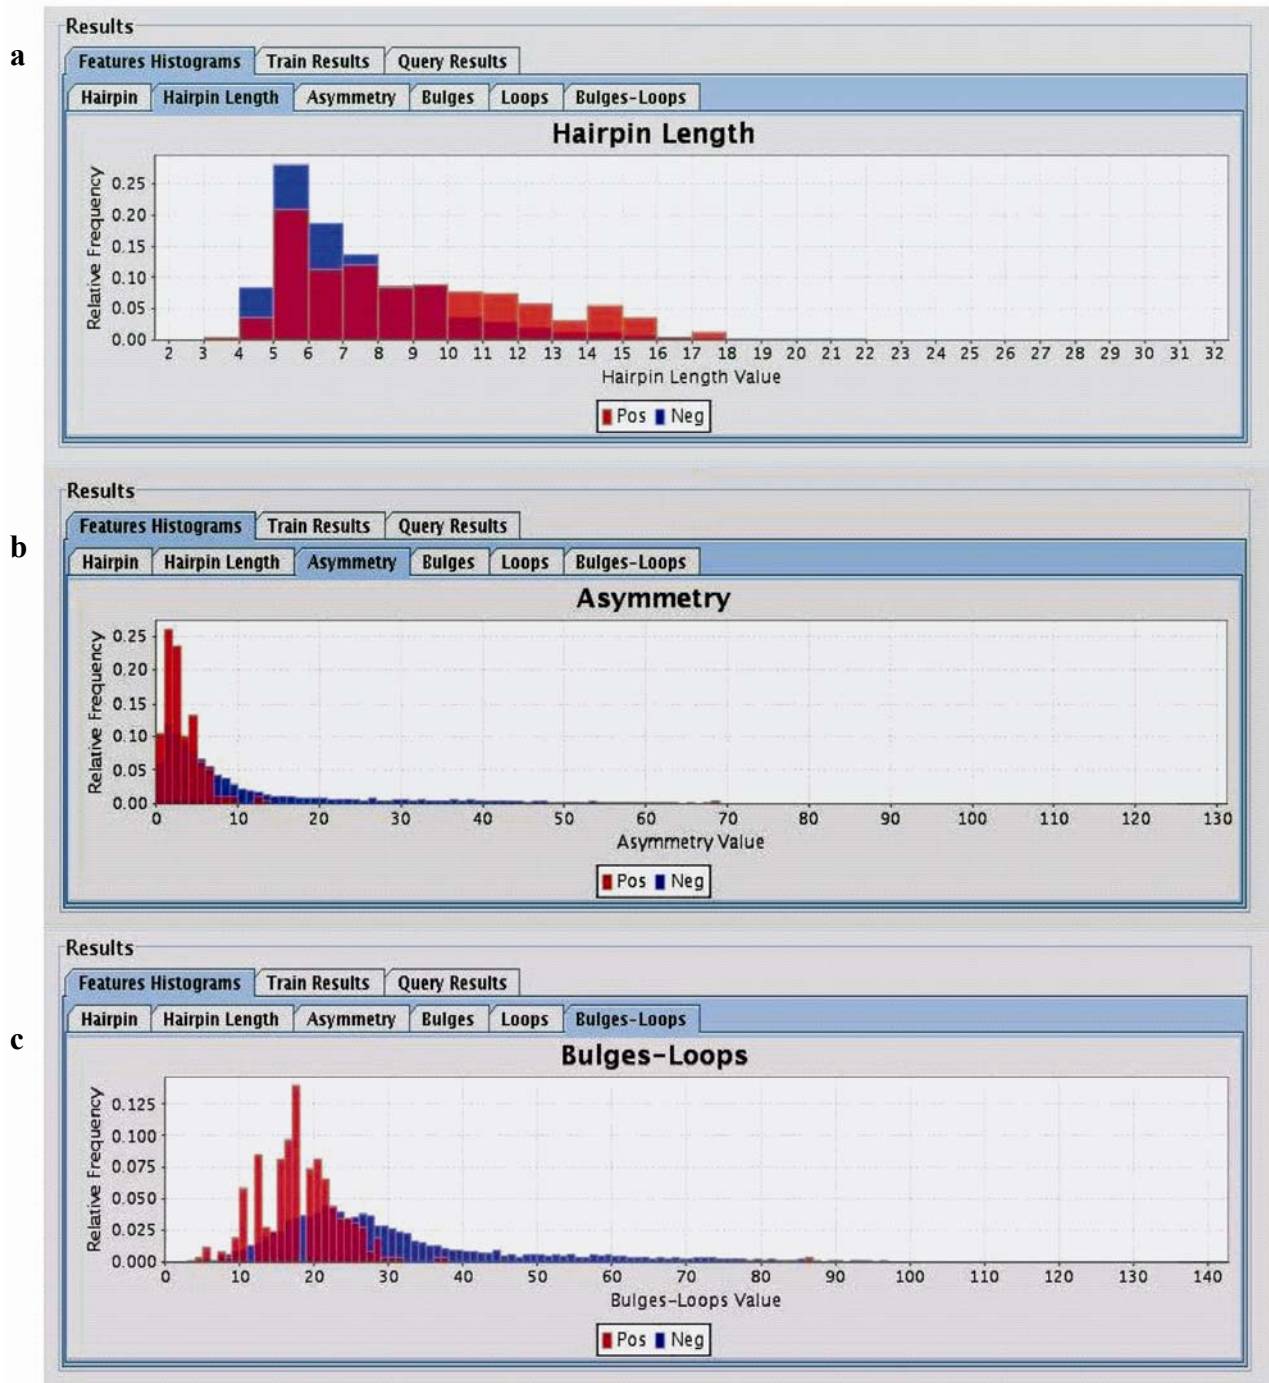 a
Results
Features Histograms Train Results Query Results
Hairpin Hairpin Length Asymmetry Bulges Loops Bulges-Loops
Hairpin Length
Relative Frequency
0.25
0.20
0.15
0.10
0.05
0.00
2 3 4 5 6 7 8 9 10 11 12 13 14 15 16 17 18 19 20 21 22 23 24 25 26 27 28 29 30 31 32
Hairpin Length Value
Pos Neg
b
Results
Features Histograms Train Results Query Results
Hairpin Hairpin Length Asymmetry Bulges Loops Bulges-Loops
Asymmetry
Relative Frequency
0.25
0.20
0.15
0.10
0.05
0.00
0 10 20 30 40 50 60 70 80 90 100 110 120 130
Asymmetry Value
Pos Neg
c
Results
Features Histograms Train Results Query Results
Hairpin Hairpin Length Asymmetry Bulges Loops Bulges-Loops
Bulges-Loops
Relative Frequency
0.125
0.100
0.075
0.050
0.025
0.000
0 10 20 30 40 50 60 70 80 90 100 110 120 130 140
Bulges-Loops Value
Pos Neg